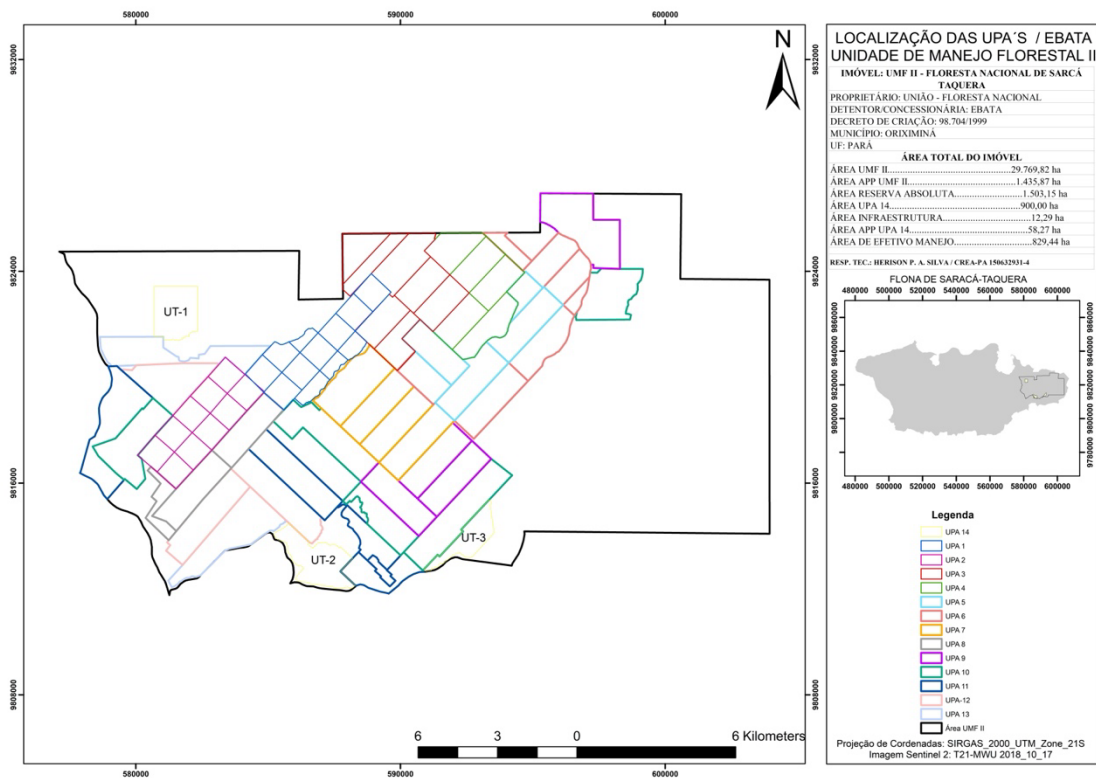 580000 590000 600000
9832000 9832000
N
9824000 9824000
UT-1
9816000 9816000
UT-3
UT-2
9808000 9808000
6 3 0 6 Kilometers
580000 590000 600000
LOCALIZAÇÃO DAS UPA´S / EBATA
UNIDADE DE MANEJO FLORESTAL II
IMÓVEL: UMF II - FLORESTA NACIONAL DE SARCÁ
TAQUERA
PROPRIETÁRIO: UNIÃO - FLORESTA NACIONAL
DETENTOR/CONCESSIONÁRIA: EBATA
DECRETO DE CRIAÇÃO: 98.704/1999
MUNICÍPIO: ORIXIMINÁ
UF: PARÁ
ÁREA TOTAL DO IMÓVEL
ÁREA UMF II..............................................29.769,82 ha
ÁREA APP UMF II........................................1.435,87 ha
ÁREA RESERVA ABSOLUTA.........................1.503,15 ha
ÁREA UPA 14................................................900,00 ha
ÁREA INFRAESTRUTURA..............................12,29 ha
ÁREA APP UPA 14..........................................58,27 ha
ÁREA DE EFETIVO MANEJO..........................829,44 ha
RESP. TEC.: HERISON P. A. SILVA / CREA-PA 150632931-4
FLONA DE SARACÁ-TAQUERA
480000 500000 520000 540000 560000 580000 600000
9860000 9860000
9840000 9840000
9820000 9820000
9800000 9800000
9780000 9780000
480000 500000 520000 540000 560000 580000 600000
Legenda
UPA 14
UPA 1
UPA 2
UPA 3
UPA 4
UPA 5
UPA 6
UPA 7
UPA 8
UPA 9
UPA 10
UPA 11
UPA-12
UPA 13
Área UMF II
Projeção de Cordenadas: SIRGAS_2000_UTM_Zone_21S
Imagem Sentinel 2: T21-MWU 2018_10_17